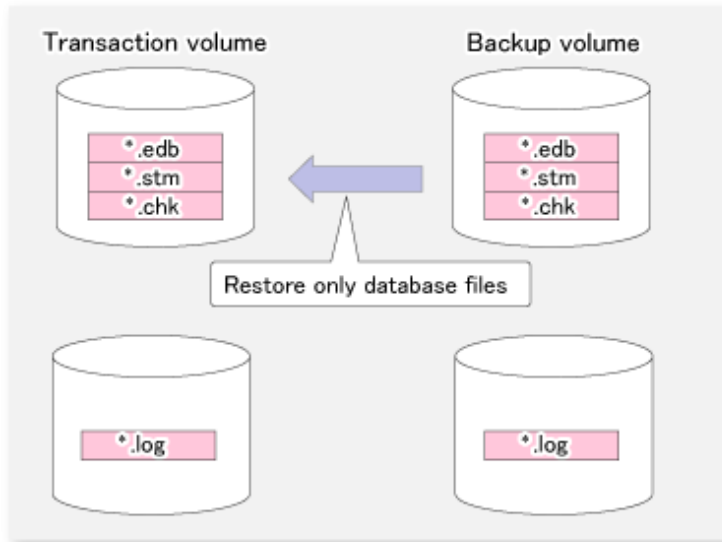 Transaction volume
Backup volume
*.edb
*.stm
*.chk
*.edb
*.stm
*.chk
Restore only database files
*.log
*.log